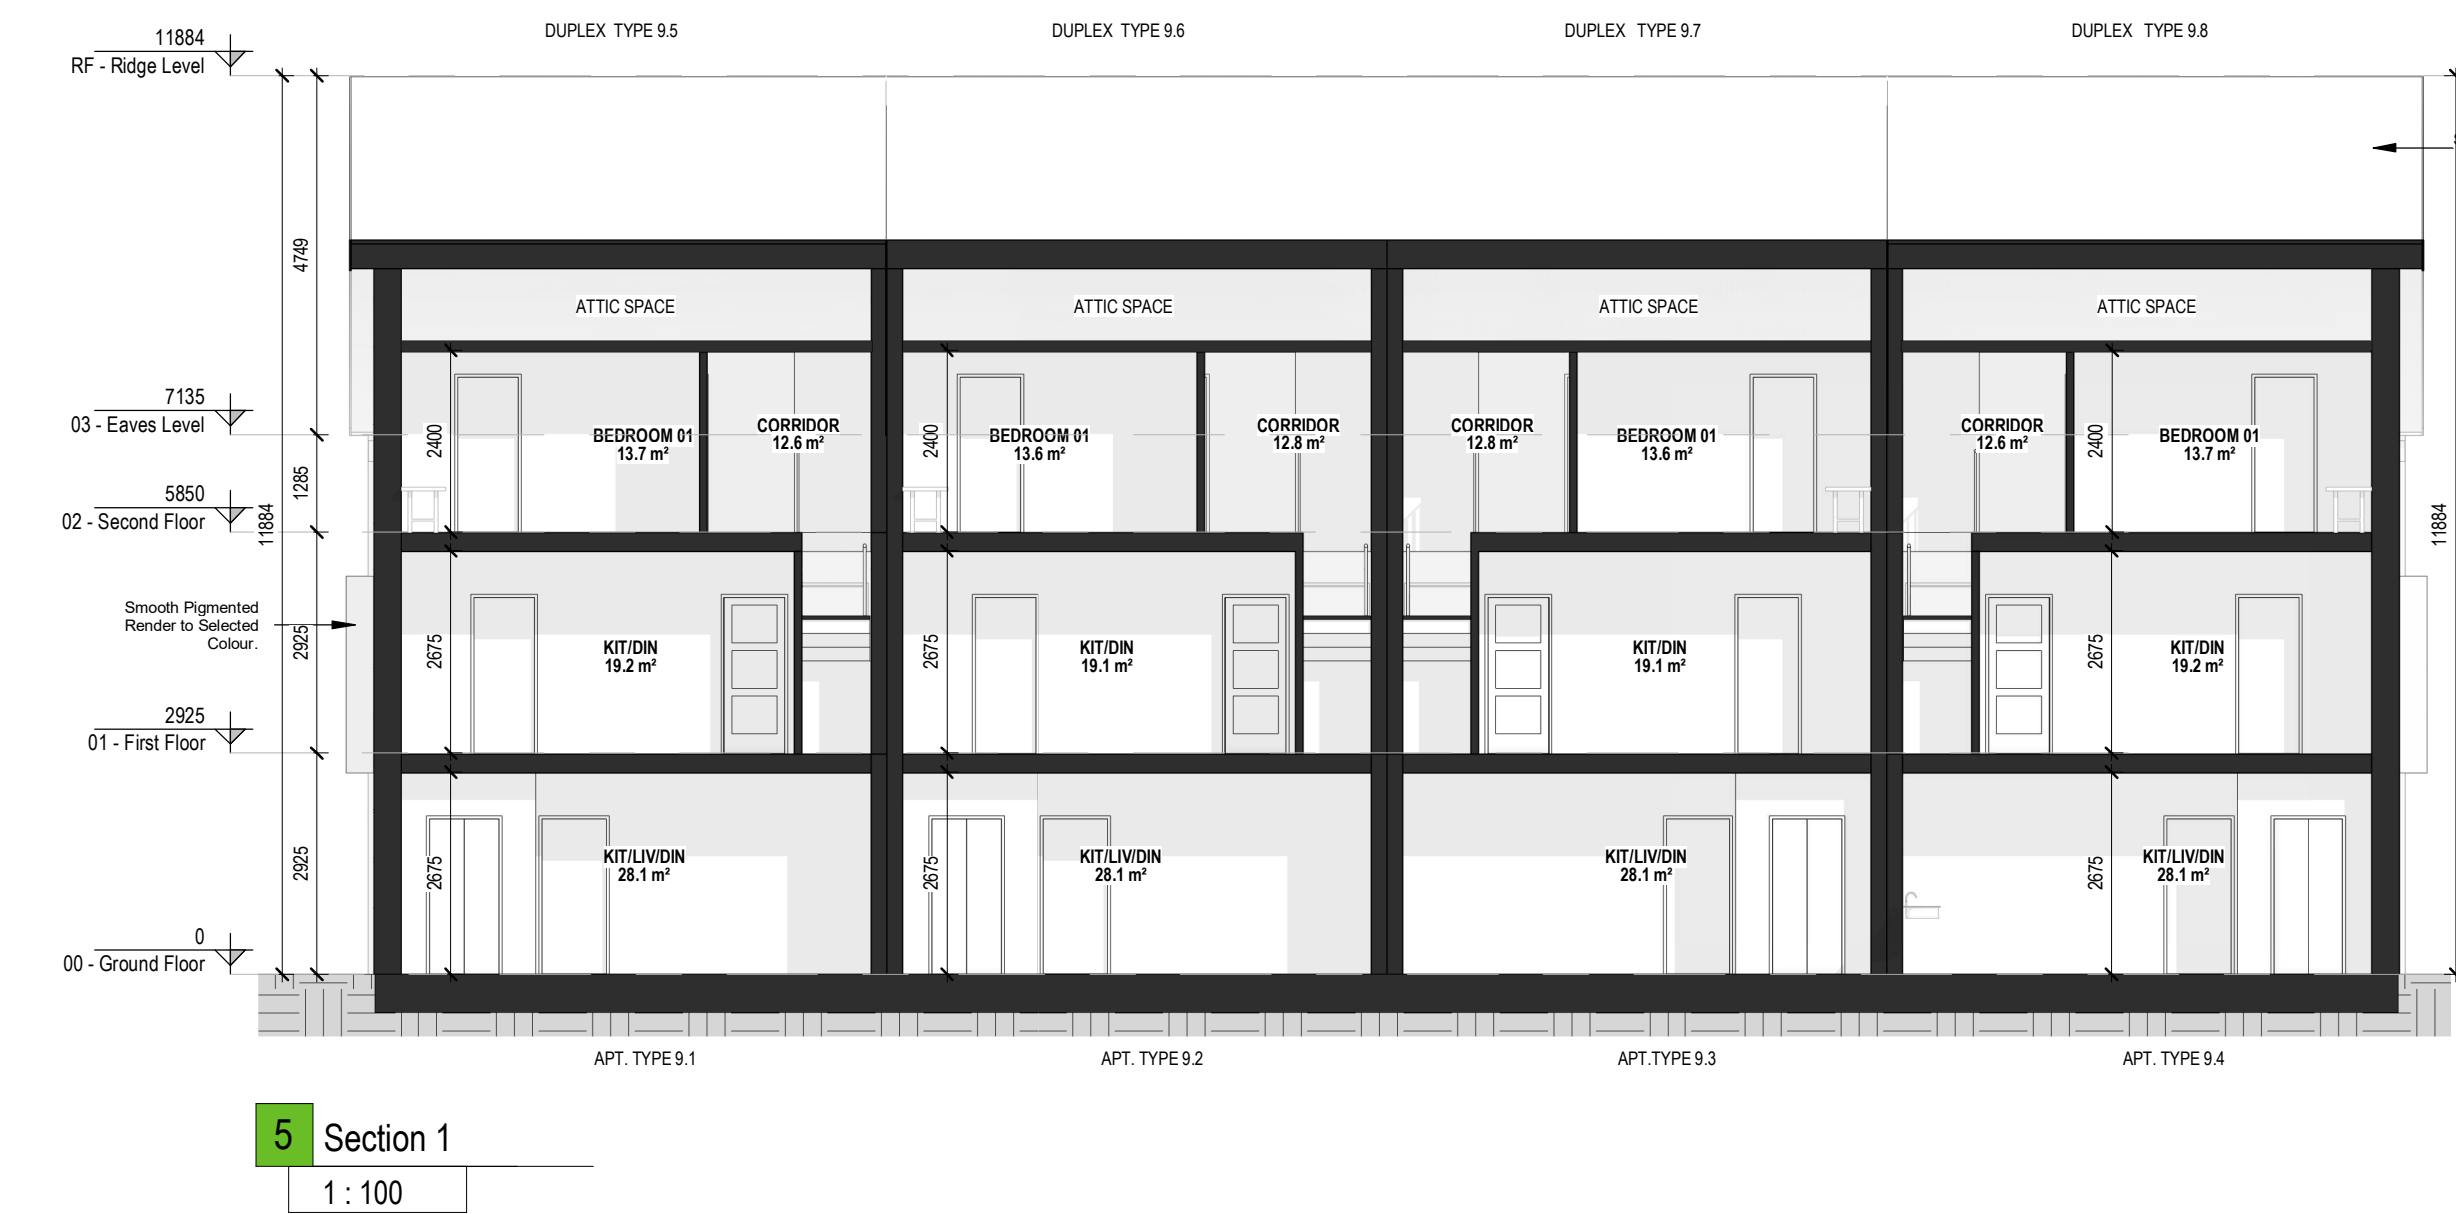 DUPLEX TYPE 9.5
DUPLEX TYPE 9.6
DUPLEX TYPE 9.7
DUPLEX TYPE 9.8
11884
RF - Ridge Level
4749
ATTIC SPACE
ATTIC SPACE
ATTIC SPACE
ATTIC SPACE
7135
03 - Eaves Level
2400
BEDROOM 01
13.7 m²
CORRIDOR
12.6 m²
2400
BEDROOM 01
13.6 m²
CORRIDOR
12.8 m²
CORRIDOR
12.8 m²
BEDROOM 01
13.6 m²
CORRIDOR
12.6 m²
2400
BEDROOM 01
13.7 m²
1285
5850
02 - Second Floor
11884
11884
Smooth Pigmented
Render to Selected
Colour.
2925
2675
KIT/DIN
19.2 m²
2675
KIT/DIN
19.1 m²
KIT/DIN
19.1 m²
2675
KIT/DIN
19.2 m²
2925
01 - First Floor
2925
2675
KIT/LIV/DIN
28.1 m²
2675
KIT/LIV/DIN
28.1 m²
KIT/LIV/DIN
28.1 m²
2675
KIT/LIV/DIN
28.1 m²
0
00 - Ground Floor
APT. TYPE 9.1
APT. TYPE 9.2
APT.TYPE 9.3
APT. TYPE 9.4
5
Section 1
1 : 100